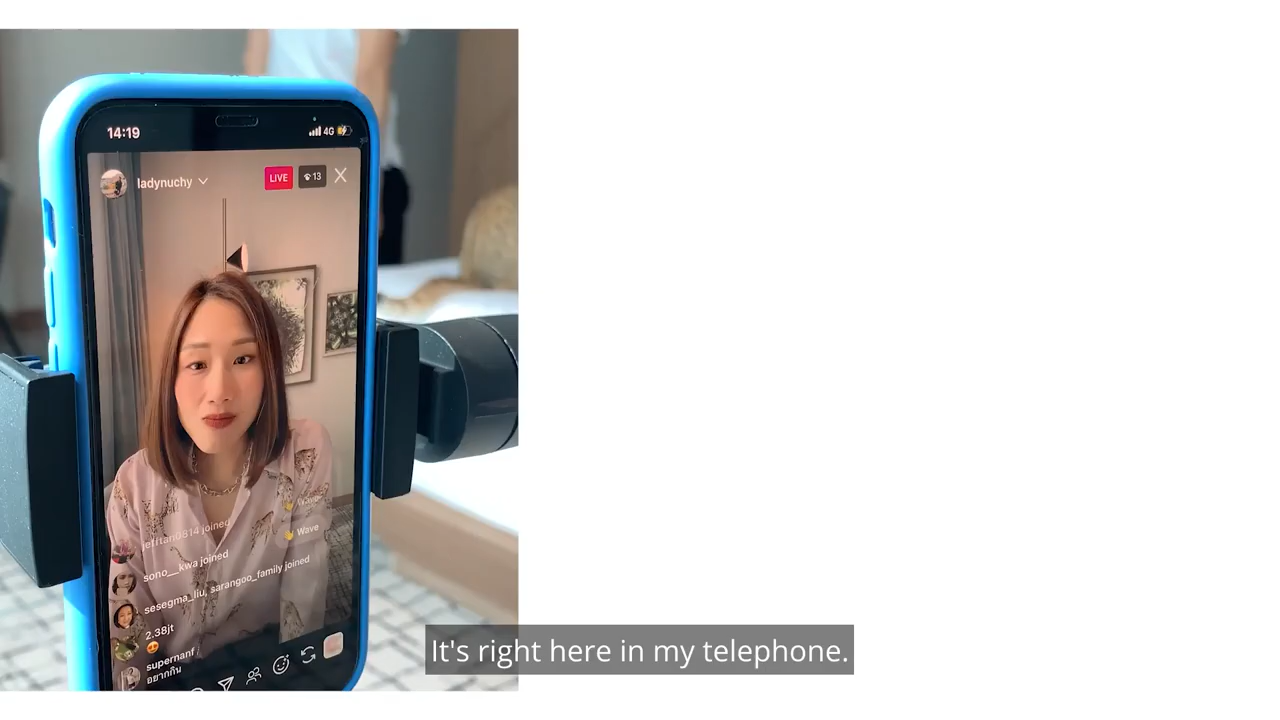 14:19
4G
ladynuchy
LIVE
13
Wave
jefftan0814 joined
Wave
sono__kwa joined
sesegma_liu, sarangoo_family joined
2.38jt
😍
supernanf
อยากกิน
It's right here in my telephone.